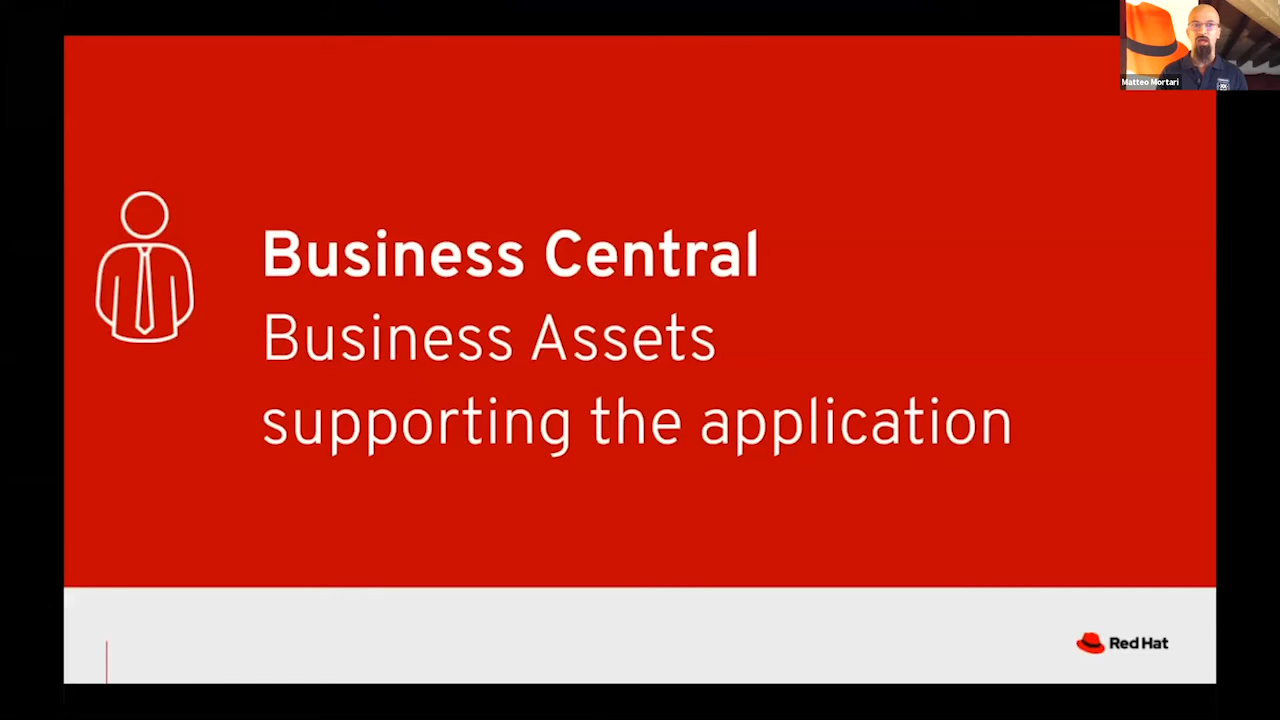 Matteo Mortari
Business Central
Business Assets
supporting the application
Red Hat